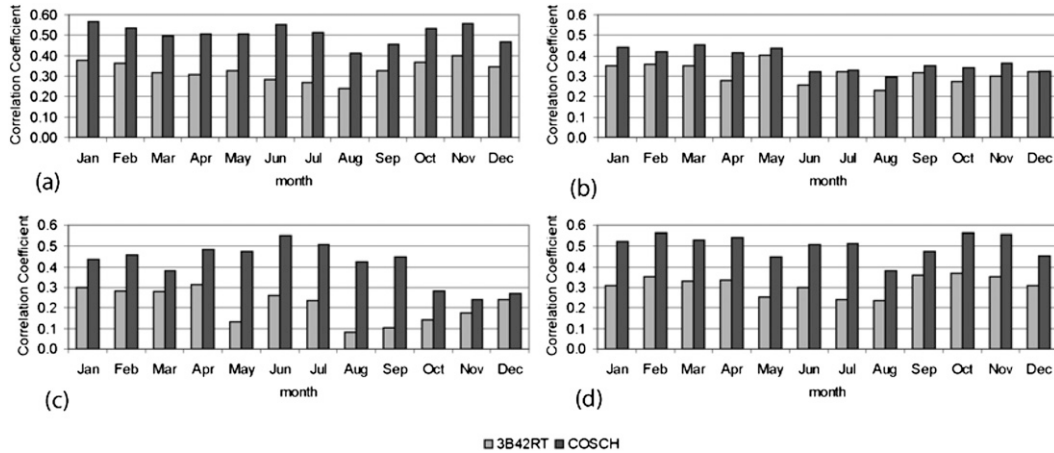 Correlation Coefficient
0.60
0.50
0.40
0.30
0.20
0.10
0.00
Jan Feb Mar Apr May Jun Jul Aug Sep Oct Nov Dec
month
(a)
Correlation Coefficient
0.6
0.5
0.4
0.3
0.2
0.1
0.0
Jan Feb Mar Apr May Jun Jul Aug Sep Oct Nov Dec
month
(b)
Correlation Coefficient
0.6
0.5
0.4
0.3
0.2
0.1
0.0
Jan Feb Mar Apr May Jun Jul Aug Sep Oct Nov Dec
month
(c)
Correlation Coefficient
0.6
0.5
0.4
0.3
0.2
0.1
0.0
Jan Feb Mar Apr May Jun Jul Aug Sep Oct Nov Dec
month
(d)
3B42RT COSCH